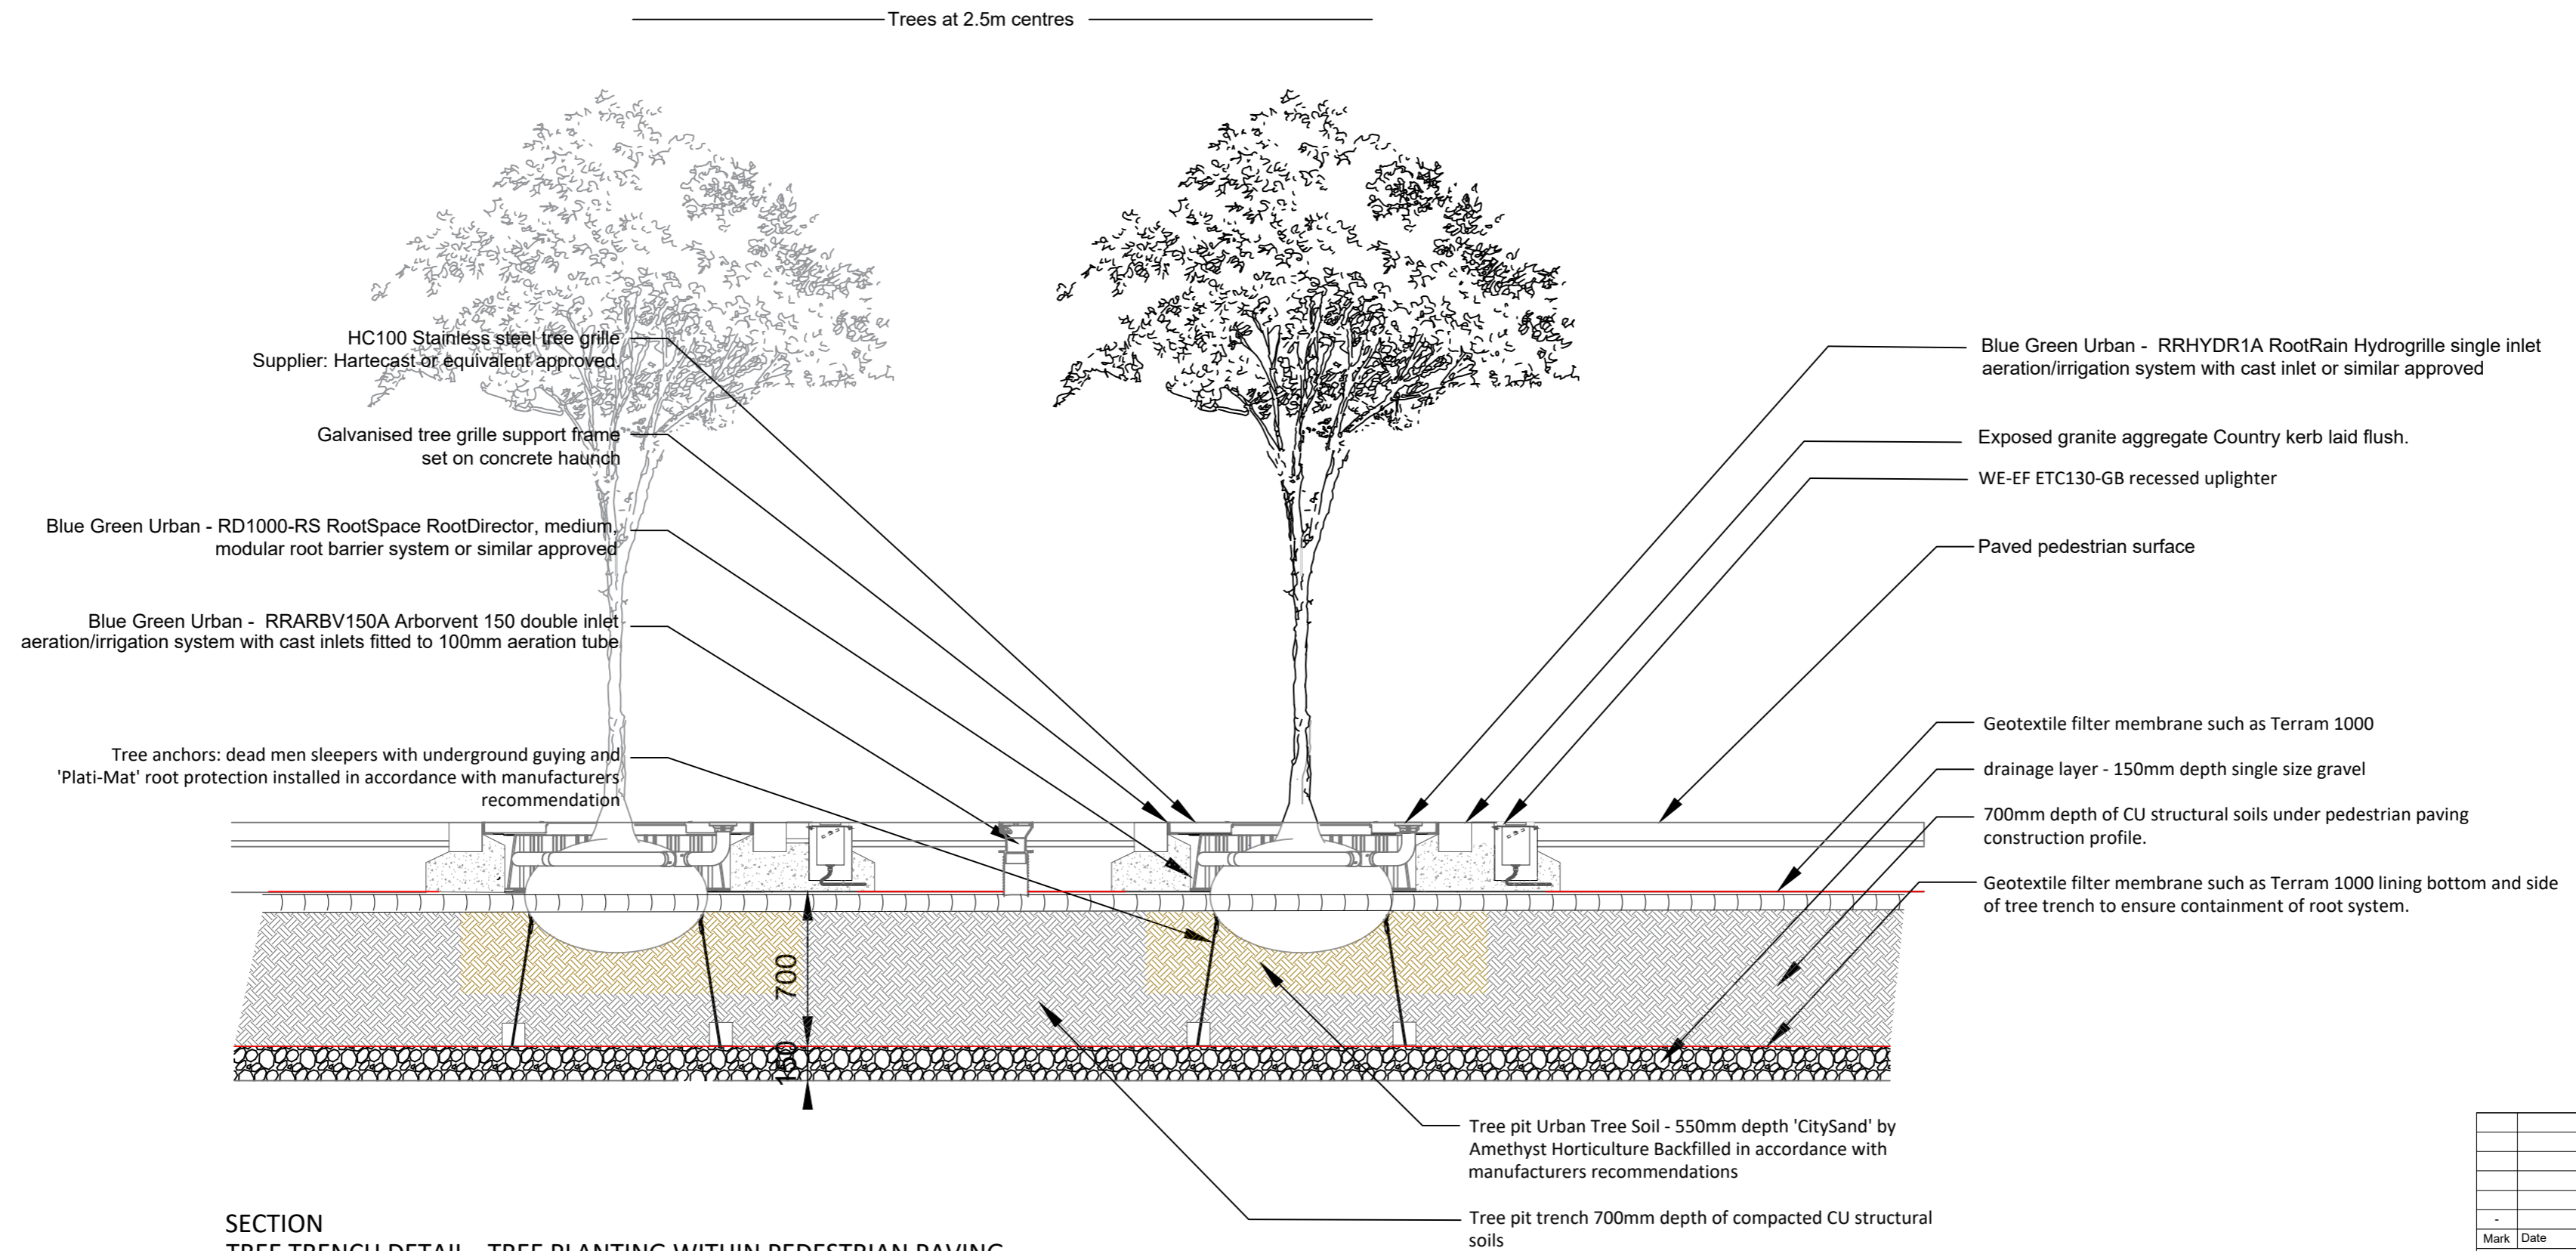 Trees at 2.5m centres
HC100 Stainless steel tree grille
Supplier: Hartecast or equivalent approved.
Galvanised tree grille support frame
set on concrete haunch
Blue Green Urban - RD1000-RS RootSpace RootDirector, medium,
modular root barrier system or similar approved
Blue Green Urban - RRARBV150A Arborvent 150 double inlet
aeration/irrigation system with cast inlets fitted to 100mm aeration tube
Tree anchors: dead men sleepers with underground guying and
'Plati-Mat' root protection installed in accordance with manufacturers
recommendation
Blue Green Urban - RRHYDR1A RootRain Hydrogrille single inlet
aeration/irrigation system with cast inlet or similar approved
Exposed granite aggregate Country kerb laid flush.
WE-EF ETC130-GB recessed uplighter
Paved pedestrian surface
Geotextile filter membrane such as Terram 1000
drainage layer - 150mm depth single size gravel
700mm depth of CU structural soils under pedestrian paving
construction profile.
Geotextile filter membrane such as Terram 1000 lining bottom and side
of tree trench to ensure containment of root system.
700
150
Tree pit Urban Tree Soil - 550mm depth 'CitySand' by
Amethyst Horticulture Backfilled in accordance with
manufacturers recommendations
Tree pit trench 700mm depth of compacted CU structural
soils
SECTION
TREE TRENCH DETAIL - TREE PLANTING WITHIN PEDESTRIAN PAVING
-
Mark Date